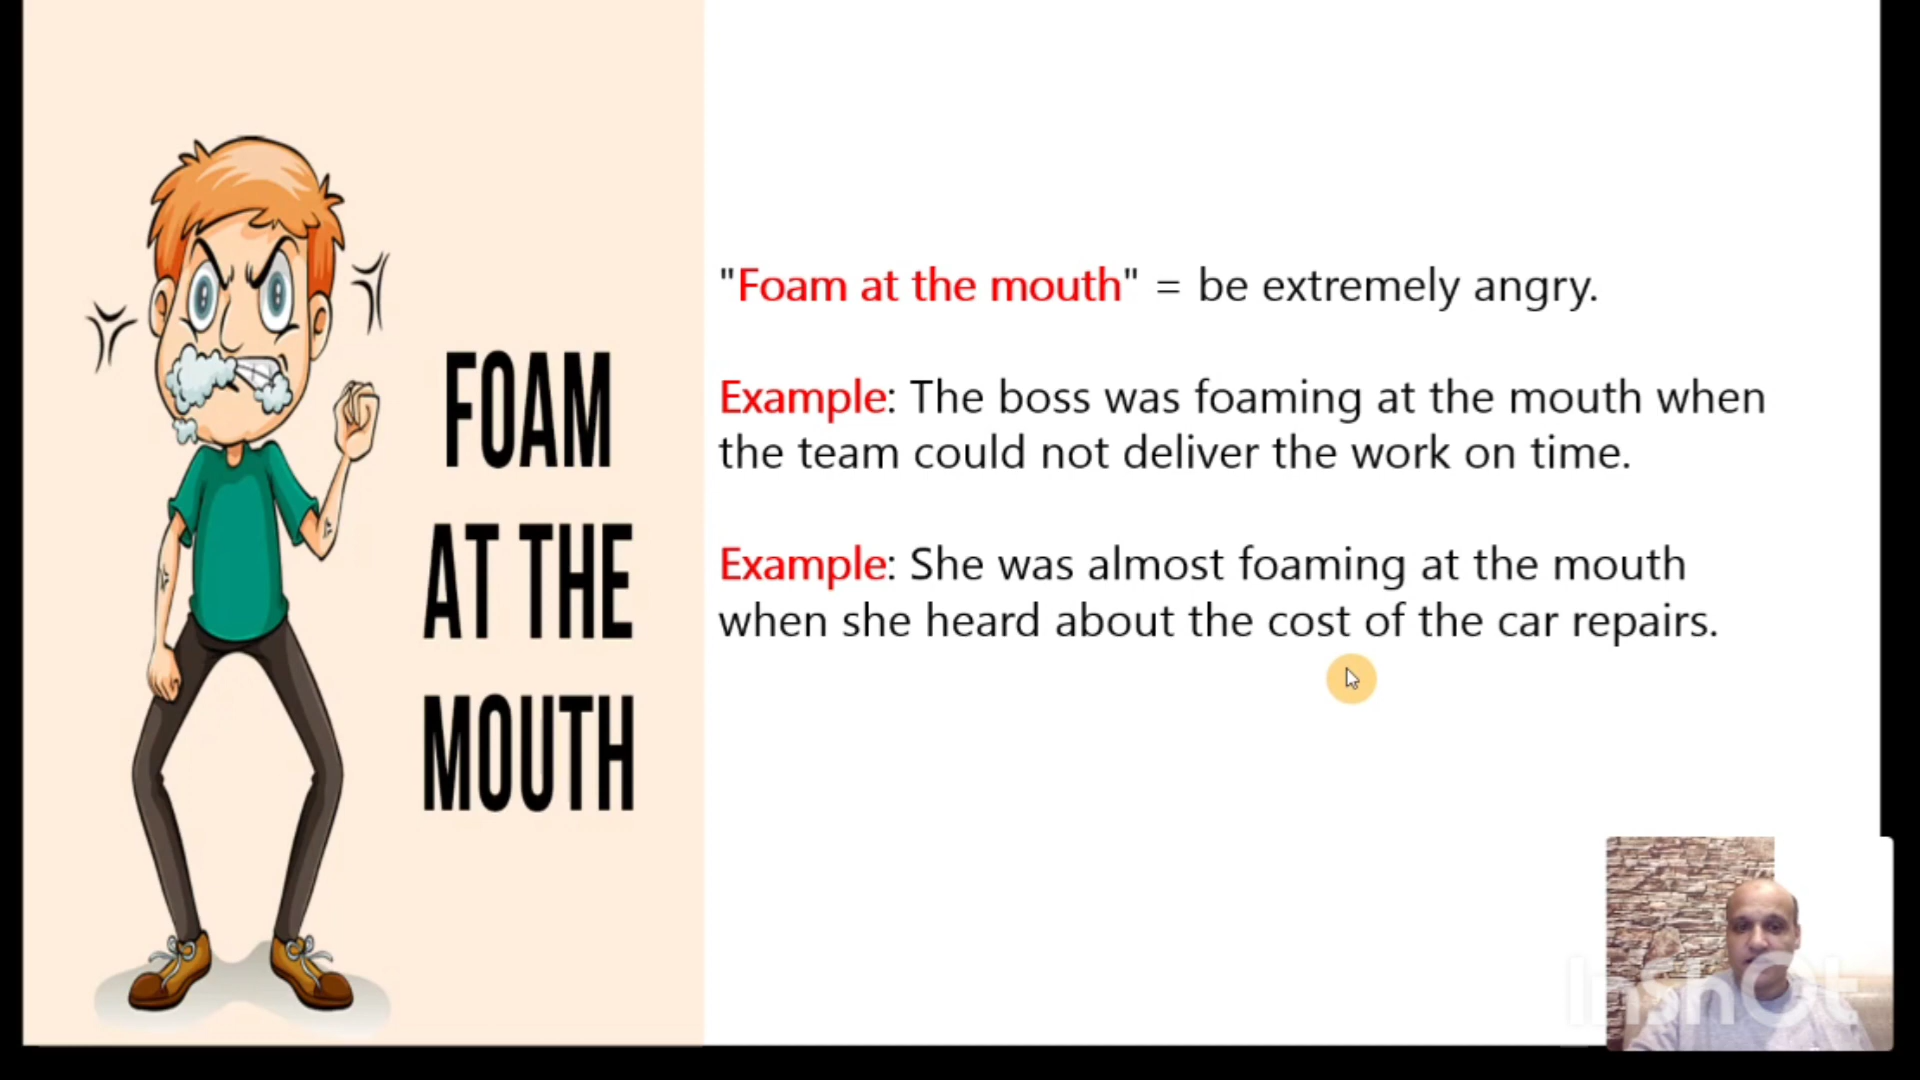 FOAM
AT THE
MOUTH
"Foam at the mouth" = be extremely angry.
Example: The boss was foaming at the mouth when
the team could not deliver the work on time.
Example: She was almost foaming at the mouth
when she heard about the cost of the car repairs.
InShOt